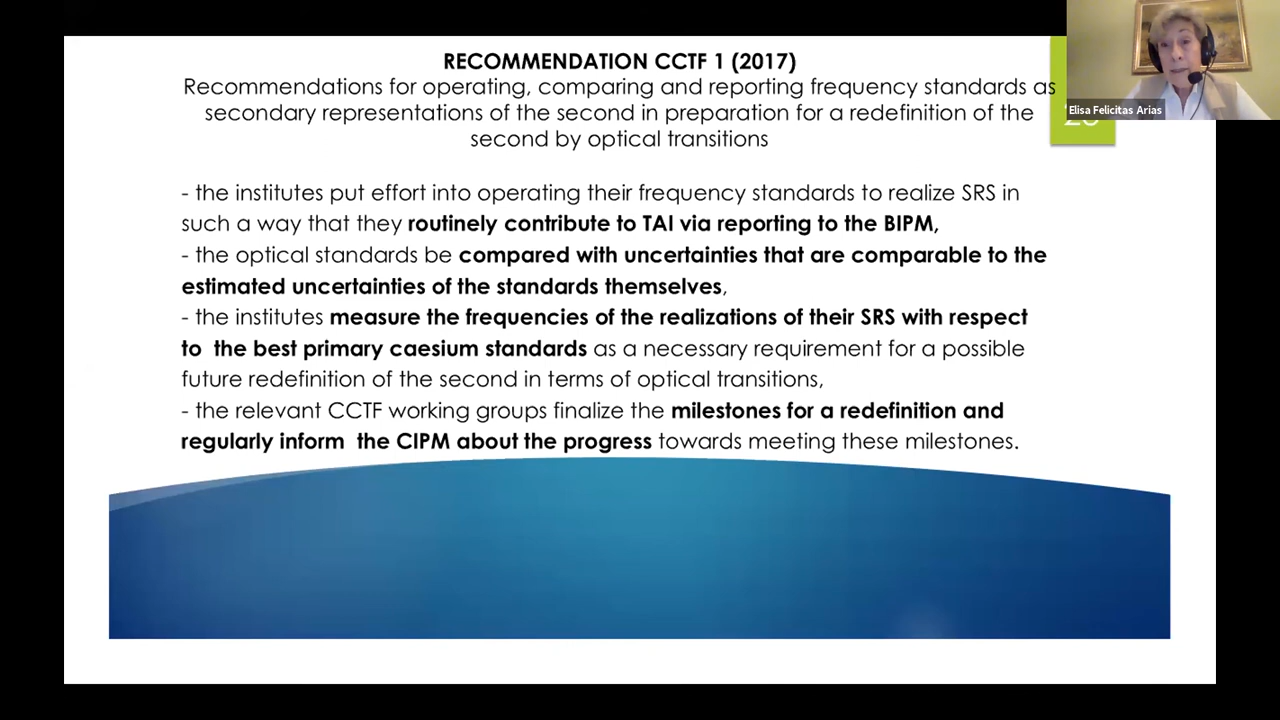 RECOMMENDATION CCTF 1 (2017)
Recommendations for operating, comparing and reporting frequency standards as
secondary representations of the second in preparation for a redefinition of the
second by optical transitions
- the institutes put effort into operating their frequency standards to realize SRS in
such a way that they routinely contribute to TAI via reporting to the BIPM,
- the optical standards be compared with uncertainties that are comparable to the
estimated uncertainties of the standards themselves,
- the institutes measure the frequencies of the realizations of their SRS with respect
to  the best primary caesium standards as a necessary requirement for a possible
future redefinition of the second in terms of optical transitions,
- the relevant CCTF working groups finalize the milestones for a redefinition and
regularly inform  the CIPM about the progress towards meeting these milestones.
Elisa Felicitas Arias